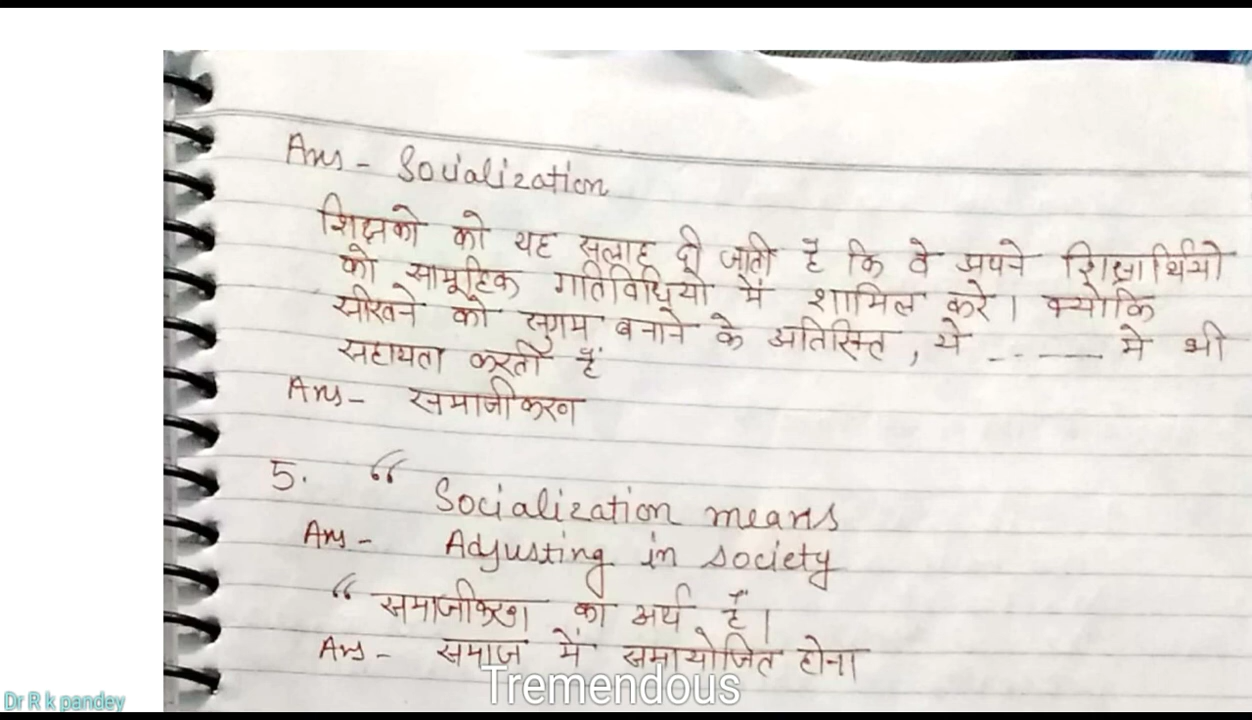 Ans - Socialization
शिक्षको को यह सलाह दी जाती है कि वे अपने शिक्षार्थियो
को सामूहिक गतिविधियो में शामिल करे। क्योकि
सीखने को सुगम बनाने के अतिरिक्त, ये ------ मे भी
सहायता करती हैं
Ans- समाजीकरण
5. “ Socialization means
Ans - Adjusting in society
“ समाजीकरण का अर्थ है।
Ans - समाज में समायोजित होना
Tremendous
Dr R k pandey